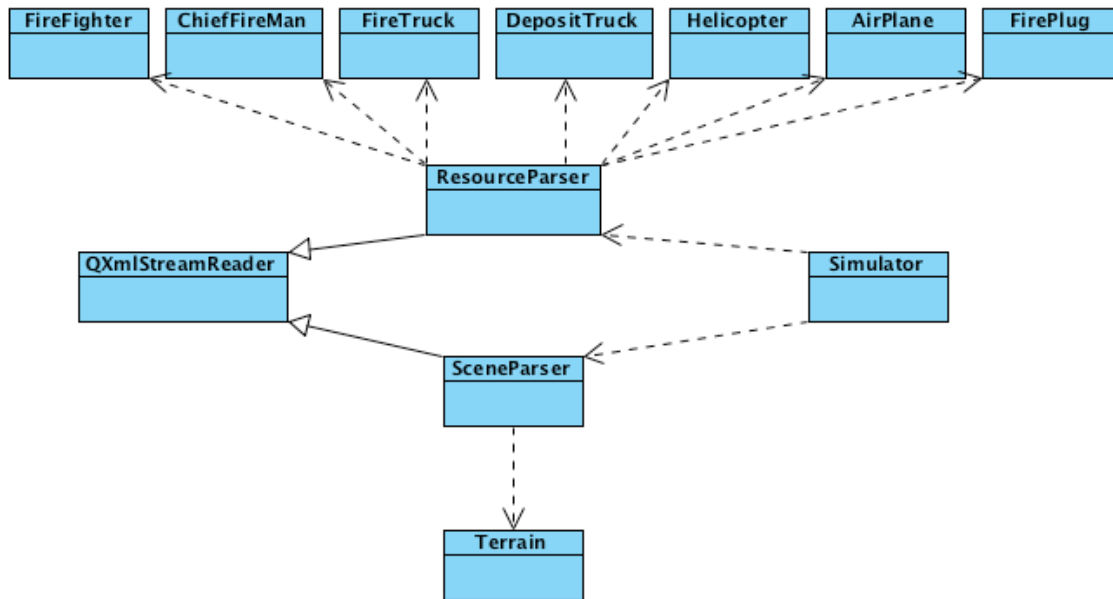 FireFighter
ChiefFireMan
FireTruck
DepositTruck
Helicopter
AirPlane
FirePlug
ResourceParser
QXmlStreamReader
Simulator
SceneParser
Terrain